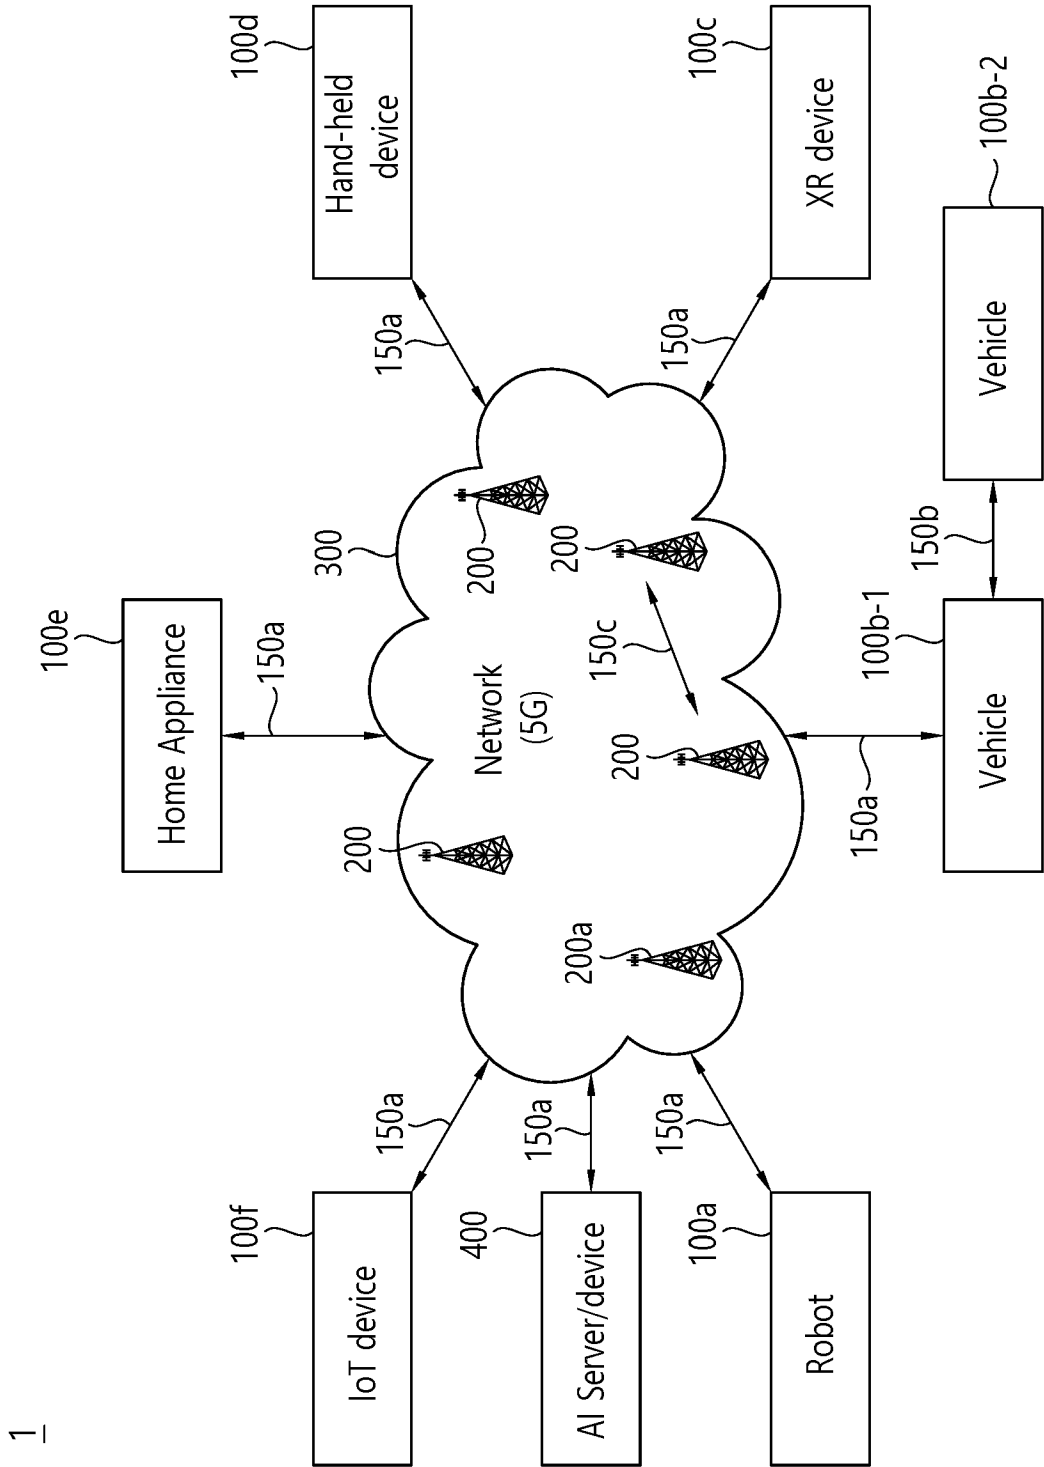 1
100e
Home Appliance
150a
100f
IoT device
150a
300
100d
Hand-held
device
150a
200
200
Network
(5G)
400
AI Server/device
150a
200a
200
150c
200
100a
Robot
150a
100c
XR device
150a
150a
100b-1
Vehicle
150b
100b-2
Vehicle